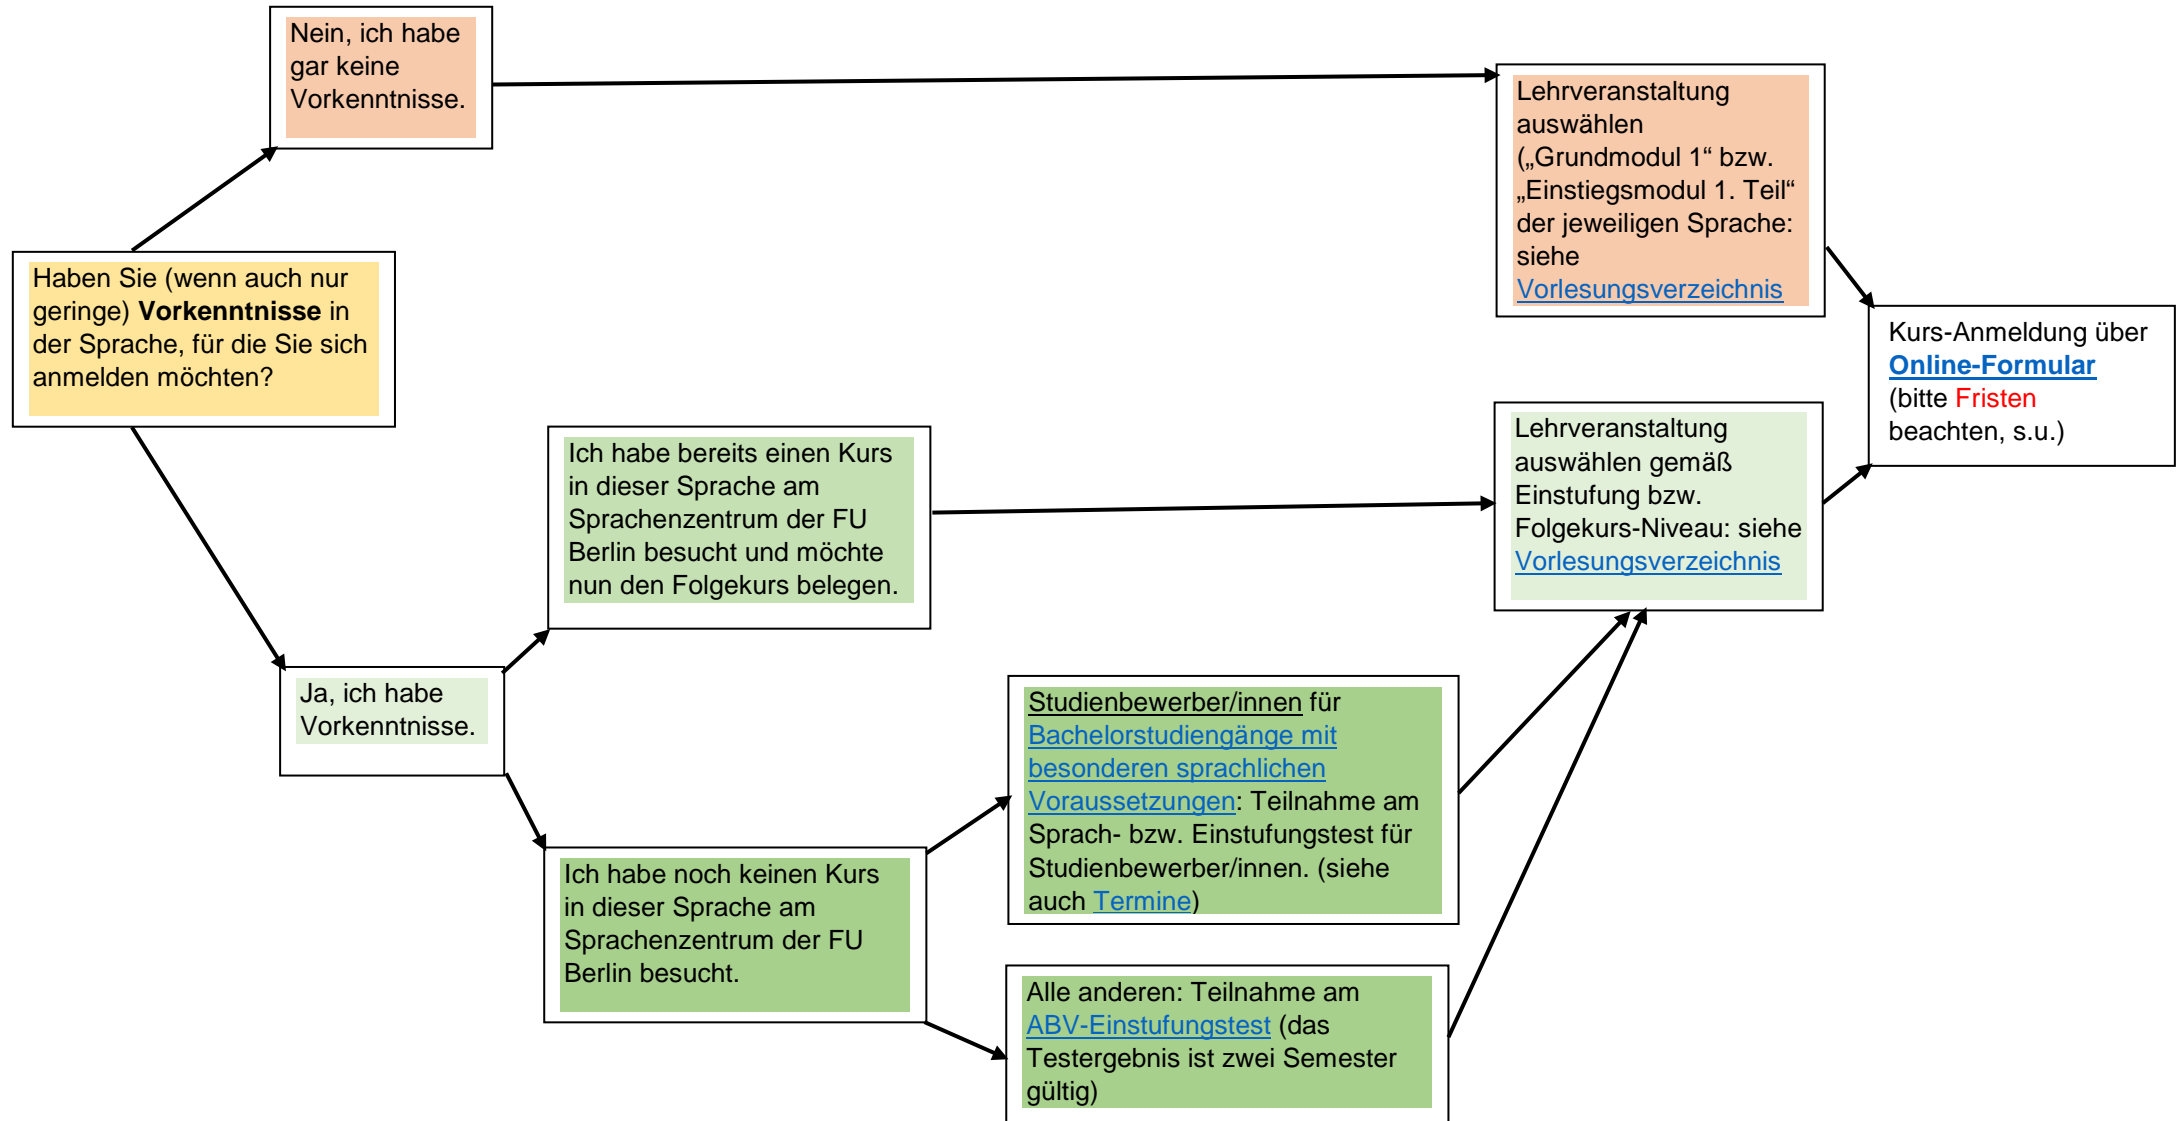 Nein, ich habe
gar keine
Vorkenntnisse.
Lehrveranstaltung
auswählen
(„Grundmodul 1“ bzw.
„Einstiegsmodul 1. Teil“
der jeweiligen Sprache:
siehe
Vorlesungsverzeichnis
Haben Sie (wenn auch nur
geringe) Vorkenntnisse in
der Sprache, für die Sie sich
anmelden möchten?
Kurs-Anmeldung über
Online-Formular
(bitte Fristen
beachten, s.u.)
Ich habe bereits einen Kurs
in dieser Sprache am
Sprachenzentrum der FU
Berlin besucht und möchte
nun den Folgekurs belegen.
Lehrveranstaltung
auswählen gemäß
Einstufung bzw.
Folgekurs-Niveau: siehe
Vorlesungsverzeichnis
Ja, ich habe
Vorkenntnisse.
Studienbewerber/innen für
Bachelorstudiengänge mit
besonderen sprachlichen
Voraussetzungen: Teilnahme am
Sprach- bzw. Einstufungstest für
Studienbewerber/innen. (siehe
auch Termine)
Ich habe noch keinen Kurs
in dieser Sprache am
Sprachenzentrum der FU
Berlin besucht.
Alle anderen: Teilnahme am
ABV-Einstufungstest (das
Testergebnis ist zwei Semester
gültig)